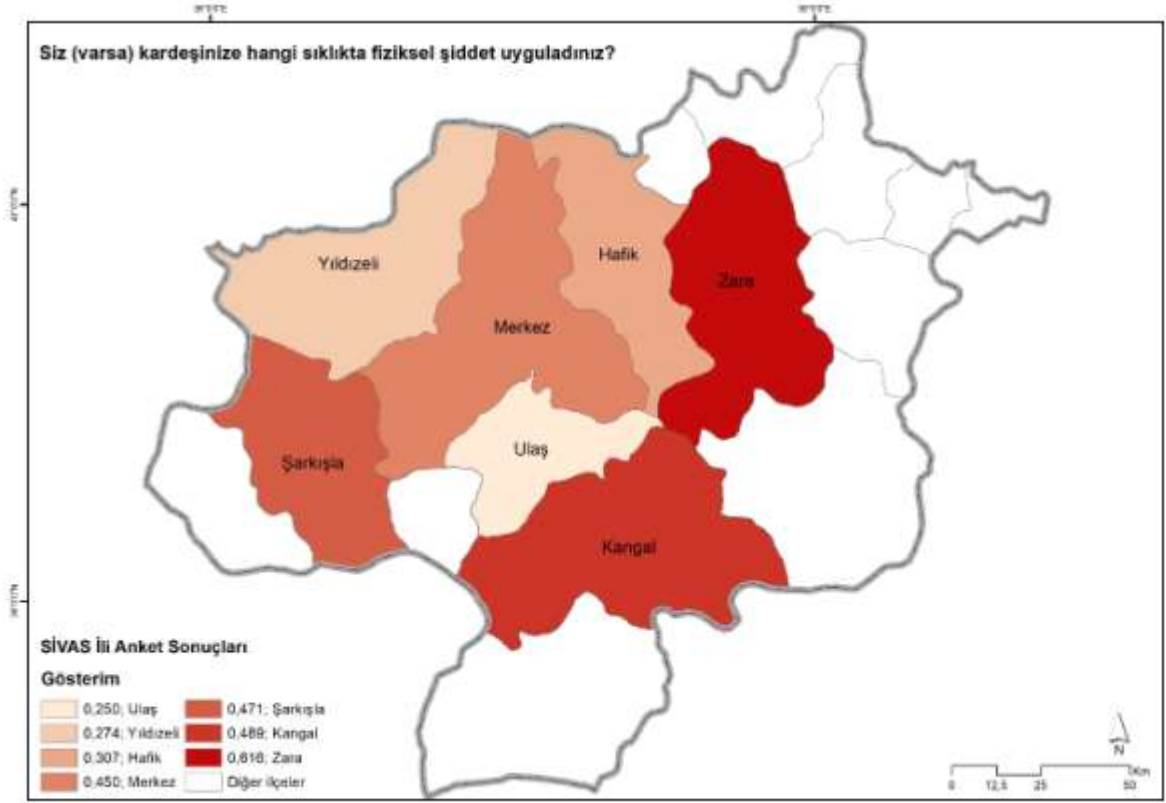 Siz (varsa) kardeşinize hangi sıklıkta fiziksel şiddet uyguladınız?
Yıldızeli
Hafik
Zara
Merkez
Şarkışla
Ulaş
Kangal
SİVAS İli Anket Sonuçları
Gösterim
0,250; Ulaş
0,274; Yıldızeli
0,307; Hafik
0,450; Merkez
0,471; Şarkışla
0,489; Kangal
0,616; Zara
Diğer ilçeler
N
Km
0 12,5 25 50